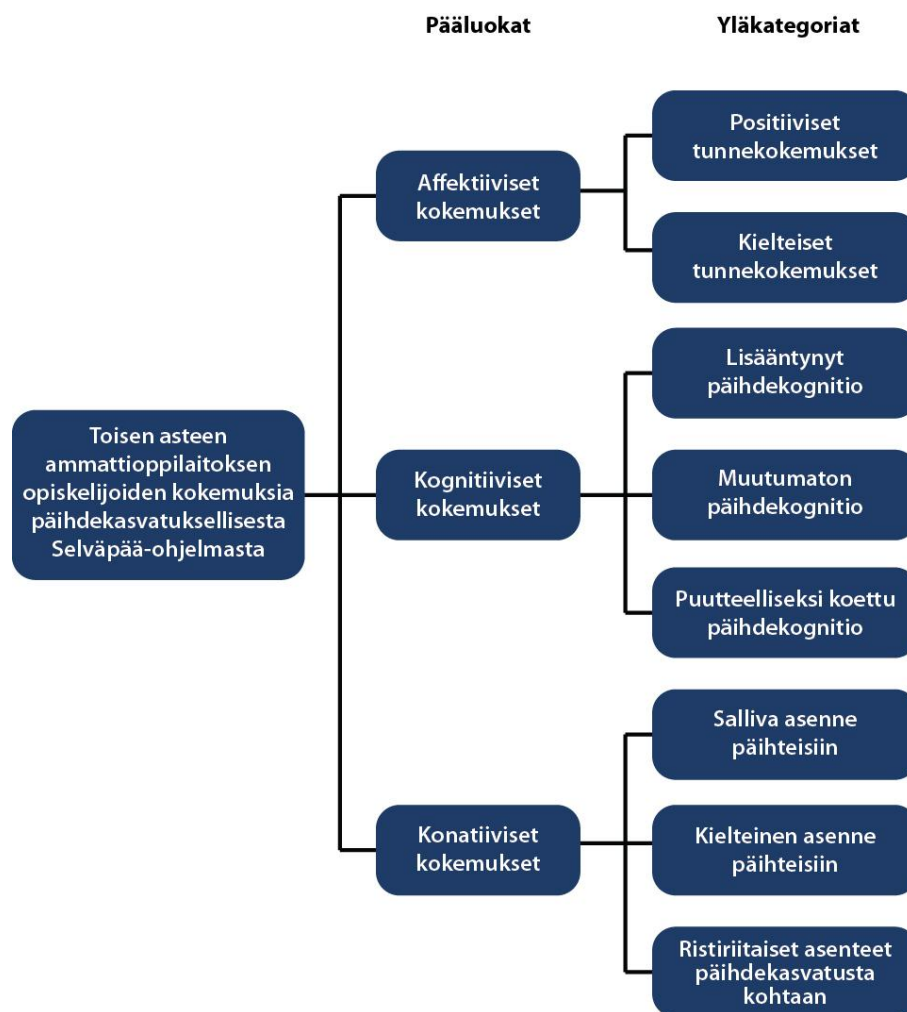 Pääluokat
Yläkategoriat
Toisen asteen
ammattioppilaitoksen
opiskelijoiden kokemuksia
päihdekasvatuksellisesta
Selväpää-ohjelmasta
Affektiiviset
kokemukset
Positiiviset
tunnekokemukset
Kielteiset
tunnekokemukset
Kognitiiviset
kokemukset
Lisääntynyt
päihdekognitio
Muutumaton
päihdekognitio
Puutteelliseksi koettu
päihdekognitio
Konatiiviset
kokemukset
Salliva asenne
päihteisiin
Kielteinen asenne
päihteisiin
Ristiriitaiset asenteet
päihdekasvatusta
kohtaan